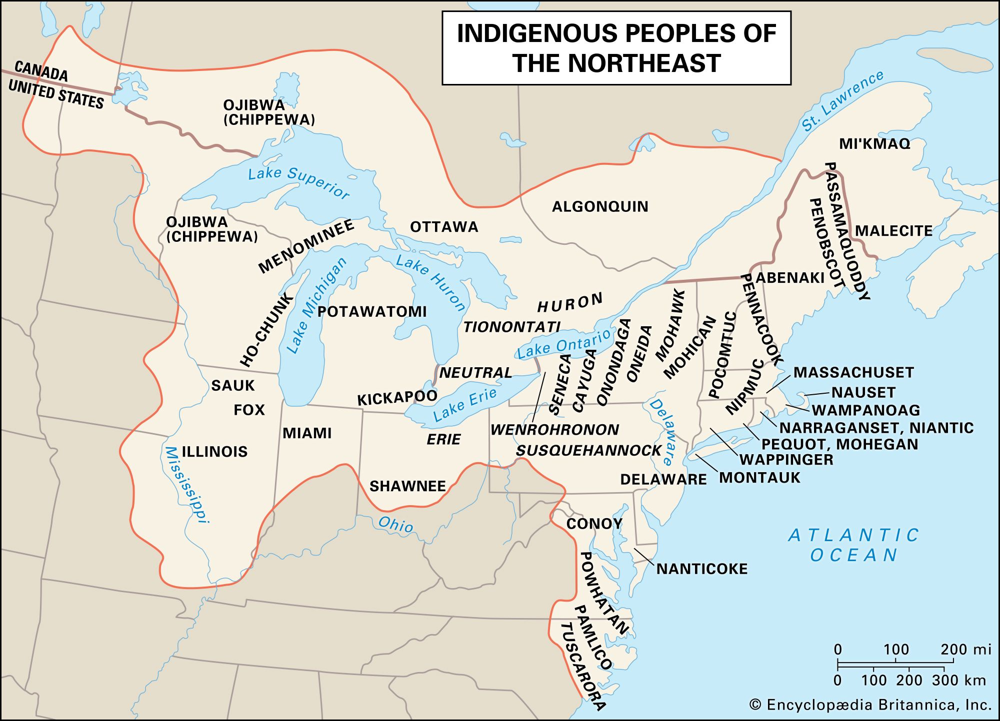 INDIGENOUS PEOPLES OF
THE NORTHEAST
CANADA
UNITED STATES
OJIBWA
(CHIPPEWA)
St. Lawrence
MI'KMAQ
Lake Superior
PASSAMAQUODDY
PENOBSCOT
ALGONQUIN
OJIBWA
(CHIPPEWA)
MENOMINEE
OTTAWA
MALECITE
Lake Michigan
Lake Huron
ABENAKI
PENNACOOK
HO-CHUNK
POTAWATOMI
HURON
TIONONTATI
Lake Ontario
MOHAWK
MOHICAN
POCOMTUC
NIPMUC
ONEIDA
ONONDAGA
CAYUGA
SENECA
NEUTRAL
MASSACHUSET
SAUK
KICKAPOO
NAUSET
FOX
Lake Erie
WAMPANOAG
MIAMI
ERIE
WENROHRONON
Delaware
NARRAGANSET, NIANTIC
SUSQUEHANNOCK
PEQUOT, MOHEGAN
ILLINOIS
Mississippi
WAPPINGER
SHAWNEE
DELAWARE
MONTAUK
Ohio
CONOY
ATLANTIC
OCEAN
NANTICOKE
POWHATAN
PAMLICO
TUSCARORA
0 100 200 mi
0 100 200 300 km
© Encyclopædia Britannica, Inc.